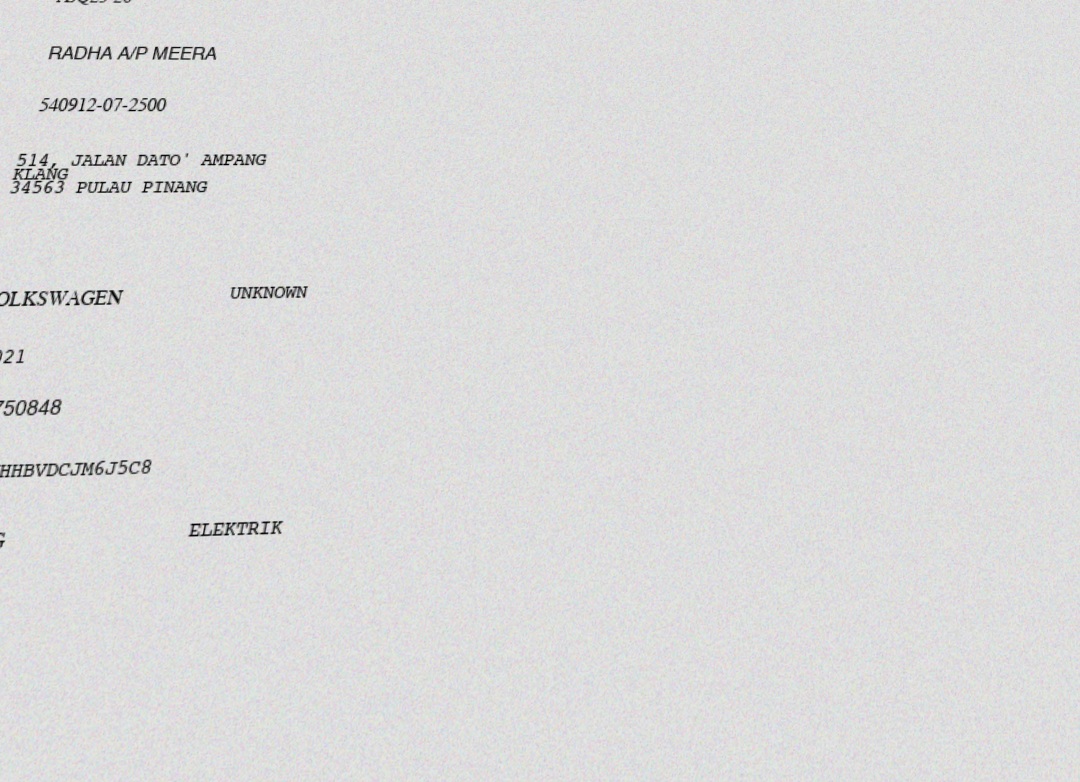 RADHA A/P MEERA
540912-07-2500
514, JALAN DATO' AMPANG
KLANG
34563 PULAU PINANG
OLKSWAGEN UNKNOWN
021
750848
HHBVDCJM6J5C8
G ELEKTRIK